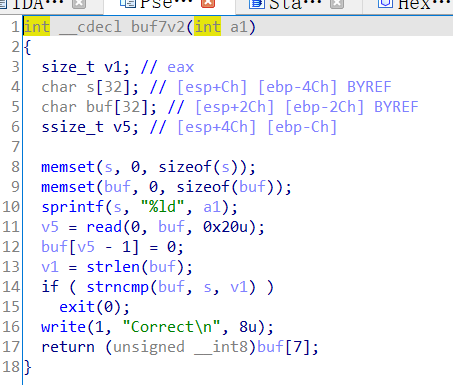 IDA
Pse
Sta
Hex
1 int __cdecl buf7v2(int a1)
2 {
3 size_t v1; // eax
4 char s[32]; // [esp+Ch] [ebp-4Ch] BYREF
5 char buf[32]; // [esp+2Ch] [ebp-2Ch] BYREF
6 ssize_t v5; // [esp+4Ch] [ebp-Ch]
7
8 memset(s, 0, sizeof(s));
9 memset(buf, 0, sizeof(buf));
10 sprintf(s, "%ld", a1);
11 v5 = read(0, buf, 0x20u);
12 buf[v5 - 1] = 0;
13 v1 = strlen(buf);
14 if ( strncmp(buf, s, v1) )
15 exit(0);
16 write(1, "Correct\n", 8u);
17 return (unsigned __int8)buf[7];
18 }